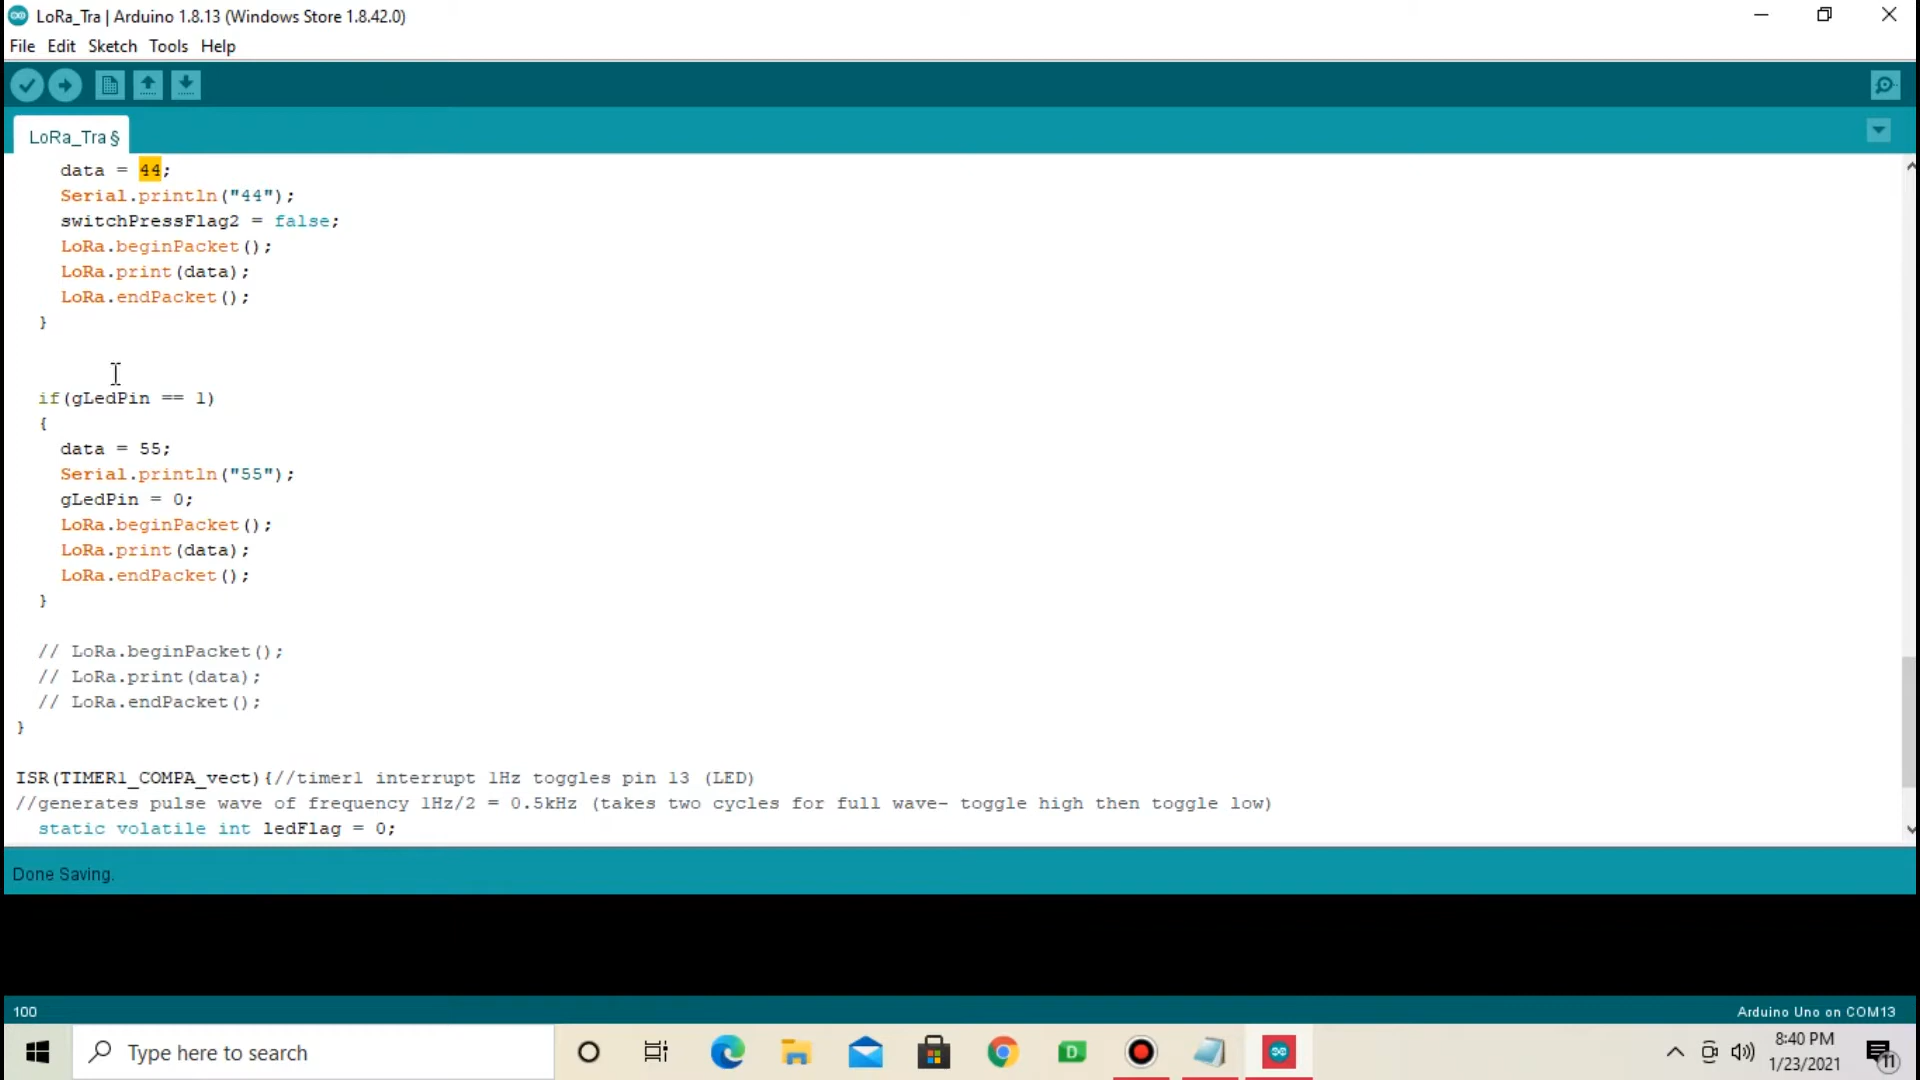 LoRa_Tra | Arduino 1.8.13 (Windows Store 1.8.42.0)
File Edit Sketch Tools Help
LoRa_Tra §
data = 44;
Serial.println("44");
switchPressFlag2 = false;
LoRa.beginPacket();
LoRa.print(data);
LoRa.endPacket();
}
if(gLedPin == 1)
{
data = 55;
Serial.println("55");
gLedPin = 0;
LoRa.beginPacket();
LoRa.print(data);
LoRa.endPacket();
}
// LoRa.beginPacket();
// LoRa.print(data);
// LoRa.endPacket();
}
ISR(TIMER1_COMPA_vect){//timer1 interrupt 1Hz toggles pin 13 (LED)
//generates pulse wave of frequency 1Hz/2 = 0.5kHz (takes two cycles for full wave- toggle high then toggle low)
static volatile int ledFlag = 0;
Done Saving.
100
Arduino Uno on COM13
Type here to search
D
8:40 PM
1/23/2021
11